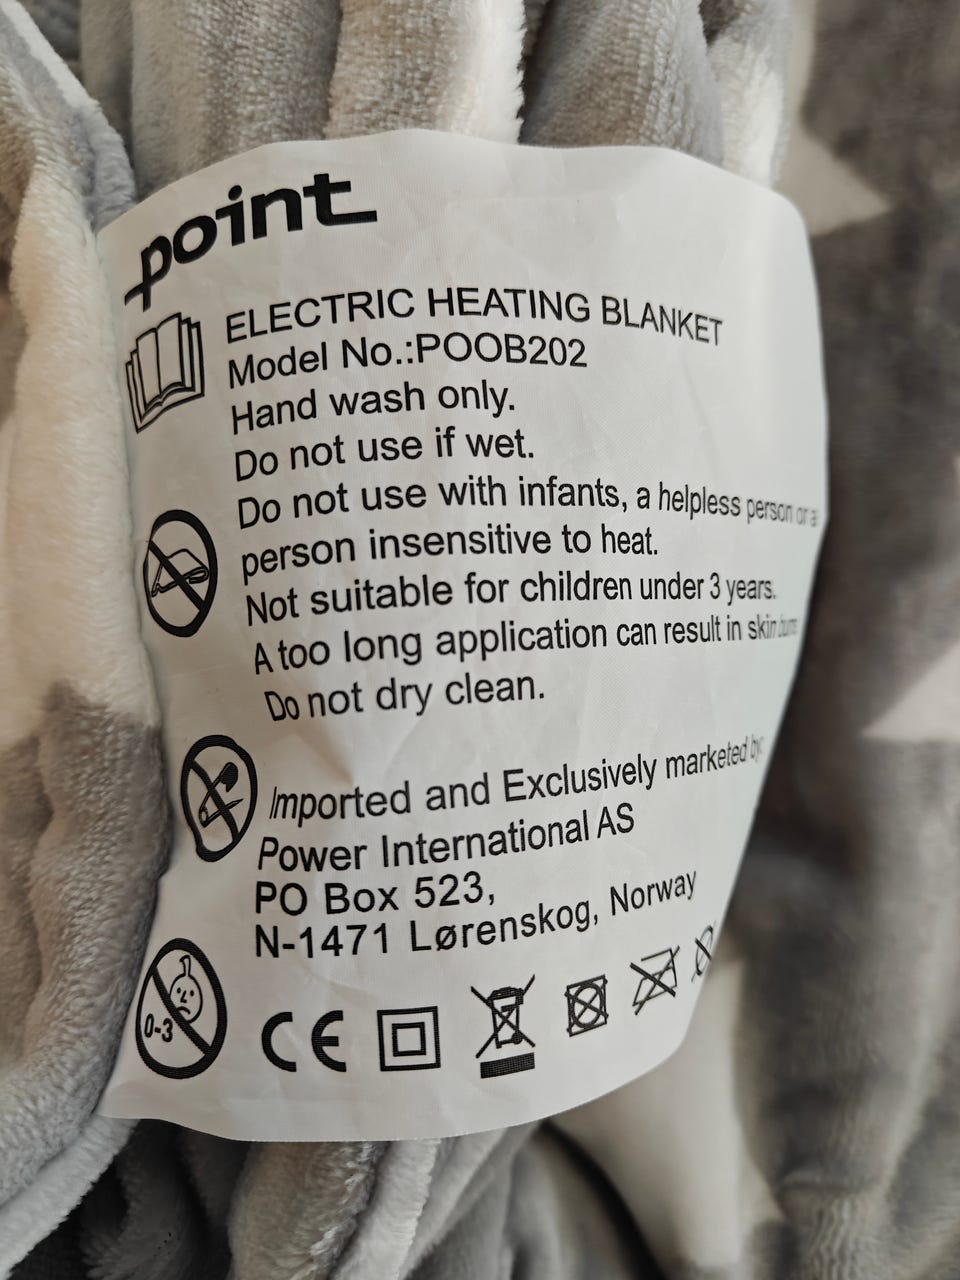 point
ELECTRIC HEATING BLANKET
Model No.:POOB202
Hand wash only.
Do not use if wet.
Do not use with infants, a helpless person or a
person insensitive to heat.
Not suitable for children under 3 years.
A too long application can result in skin burns
Do not dry clean.
Imported and Exclusively marketed by:
Power International AS
PO Box 523,
N-1471 Lørenskog, Norway
0-3
CE